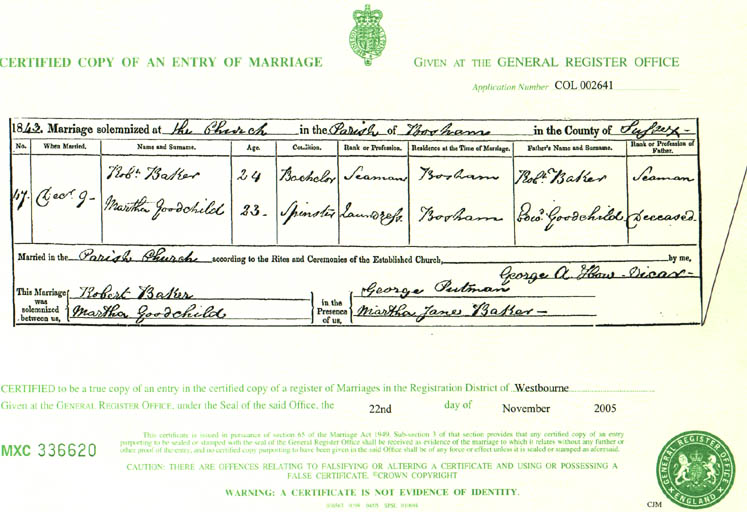 CERTIFIED COPY OF AN ENTRY OF MARRIAGE
GIVEN AT THE GENERAL REGISTER OFFICE
Application Number COL 002641
1842. Marriage solemnized at the Church in the Parish of Bosham in the County of Sussex
No. When Married. Name and Surname. Age. Condition. Rank or Profession. Residence at the Time of Marriage. Father's Name and Surname. Rank or Profession of Father.
Robt. Baker 24 Bachelor Seaman Bosham Robt. Baker Seaman
47. Decr. 9 Martha Goodchild 23 Spinster Laundress Bosham Goodchild Deceased
Married in the Parish Church according to the Rites and Ceremonies of the Established Church, by me,
George A. Vicar
This Marriage was solemnized between us, Robert Baker
Martha Goodchild
in the Presence of us, George Putman
Martha Jane Baker
CERTIFIED to be a true copy of an entry in the certified copy of a register of Marriages in the Registration District of Westbourne
Given at the GENERAL REGISTER OFFICE, under the Seal of the said Office, the 22nd day of November 2005
MXC 336620
This certificate is issued in pursuance of section 65 of the Marriage Act 1949. Sub-section 3 of that section provides that any certified copy of an entry
purporting to be sealed or stamped with the seal of the General Register Office shall be received as evidence of the marriage to which it relates without any further or
other proof of the entry, and no certified copy purporting to have been given in the said Office shall be of any force or effect unless it is sealed or stamped as aforesaid.
CAUTION: THERE ARE OFFENCES RELATING TO FALSIFYING OR ALTERING A CERTIFICATE AND USING OR POSSESSING A
FALSE CERTIFICATE. ©CROWN COPYRIGHT
WARNING: A CERTIFICATE IS NOT EVIDENCE OF IDENTITY.
GENERAL REGISTER OFFICE
ENGLAND
CJM